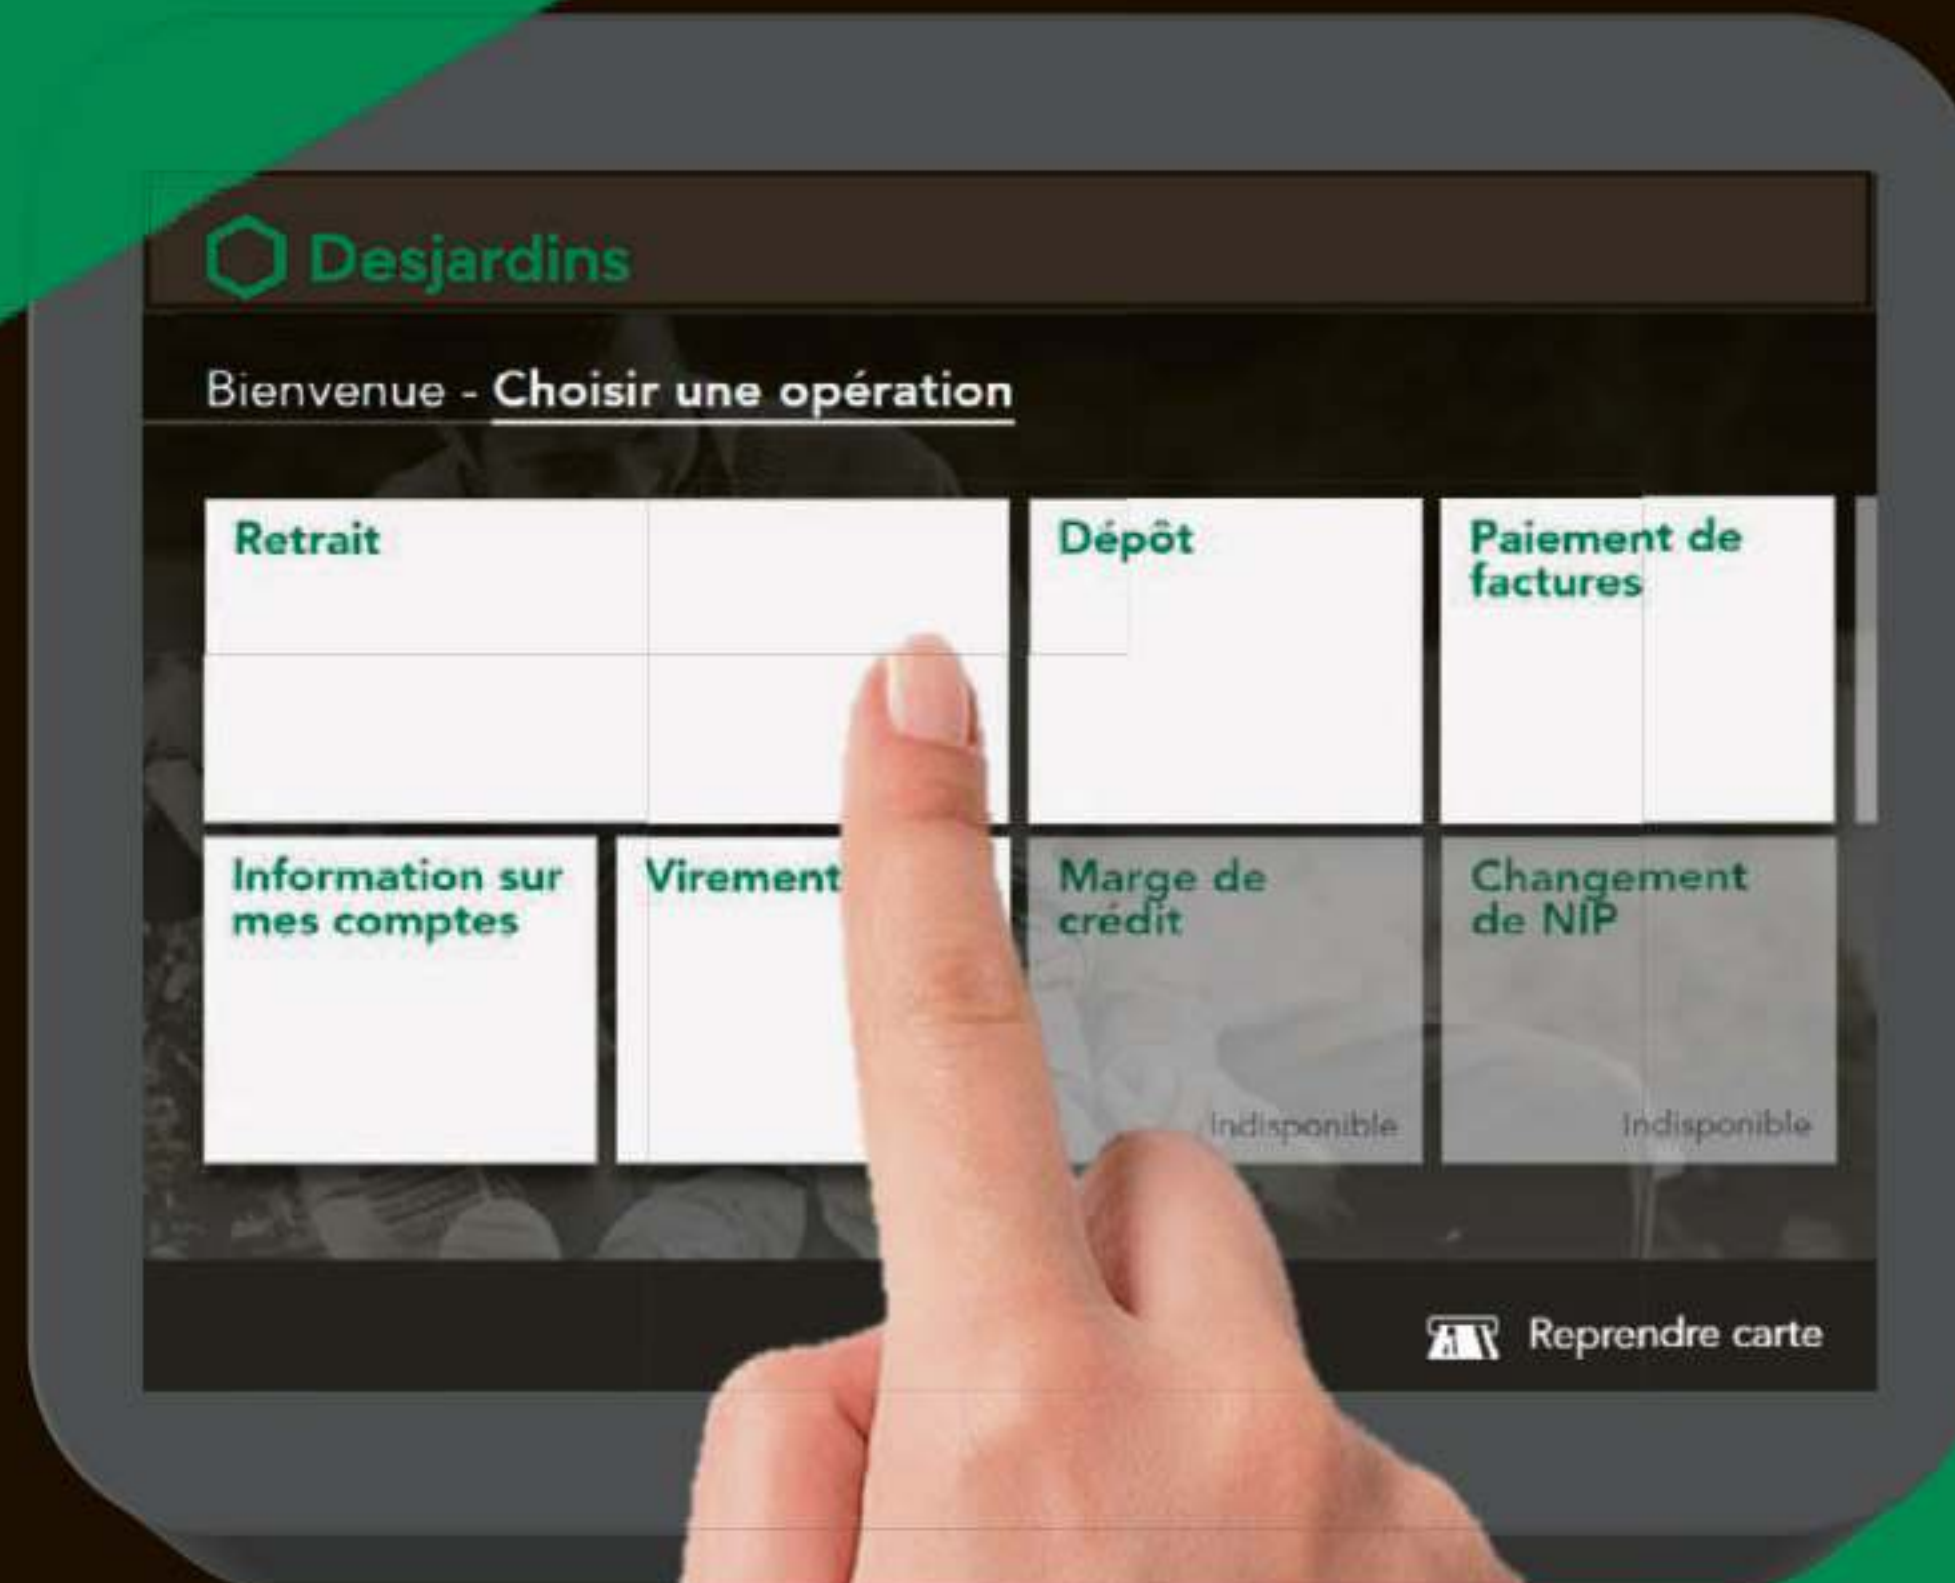 Desjardins
Bienvenue - Choisir une opération
Retrait
Dépôt
Paiement de
factures
Information sur
mes comptes
Virement
Marge de
crédit
Indisponible
Changement
de NIP
Indisponible
Reprendre carte